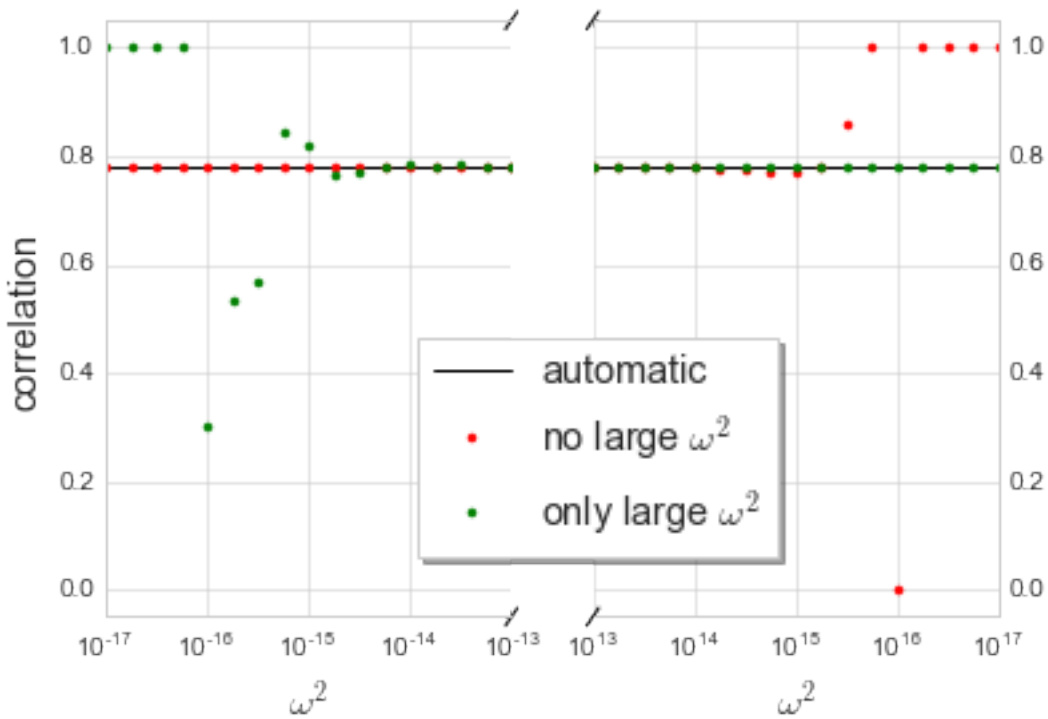 1.0
0.8
0.6
0.4
0.2
0.0
correlation
1.0
0.8
0.6
0.4
0.2
0.0
automatic
no large ω²
only large ω²
10⁻¹⁷ 10⁻¹⁶ 10⁻¹⁵ 10⁻¹⁴ 10⁻¹³
10¹³ 10¹⁴ 10¹⁵ 10¹⁶ 10¹⁷
ω² ω²